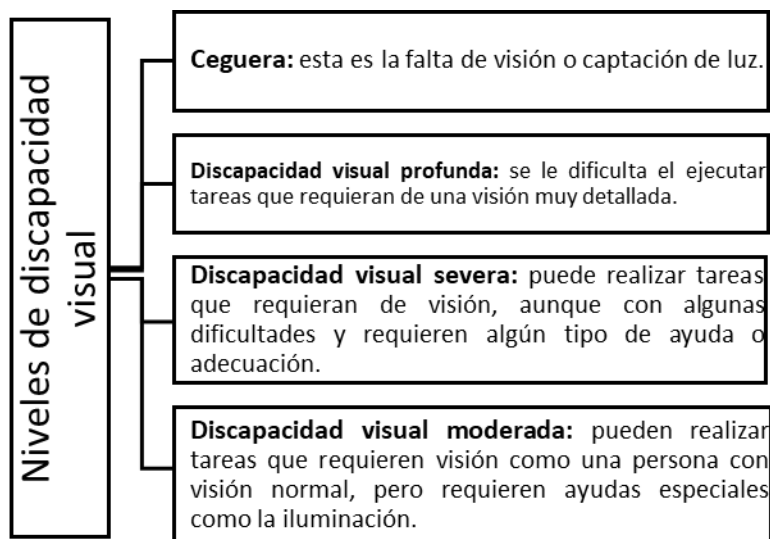 Niveles de discapacidad
visual
Ceguera: esta es la falta de visión o captación de luz.
Discapacidad visual profunda: se le dificulta el ejecutar
tareas que requieran de una visión muy detallada.
Discapacidad visual severa: puede realizar tareas
que requieran de visión, aunque con algunas
dificultades y requieren algún tipo de ayuda o
adecuación.
Discapacidad visual moderada: pueden realizar
tareas que requieren visión como una persona con
visión normal, pero requieren ayudas especiales
como la iluminación.